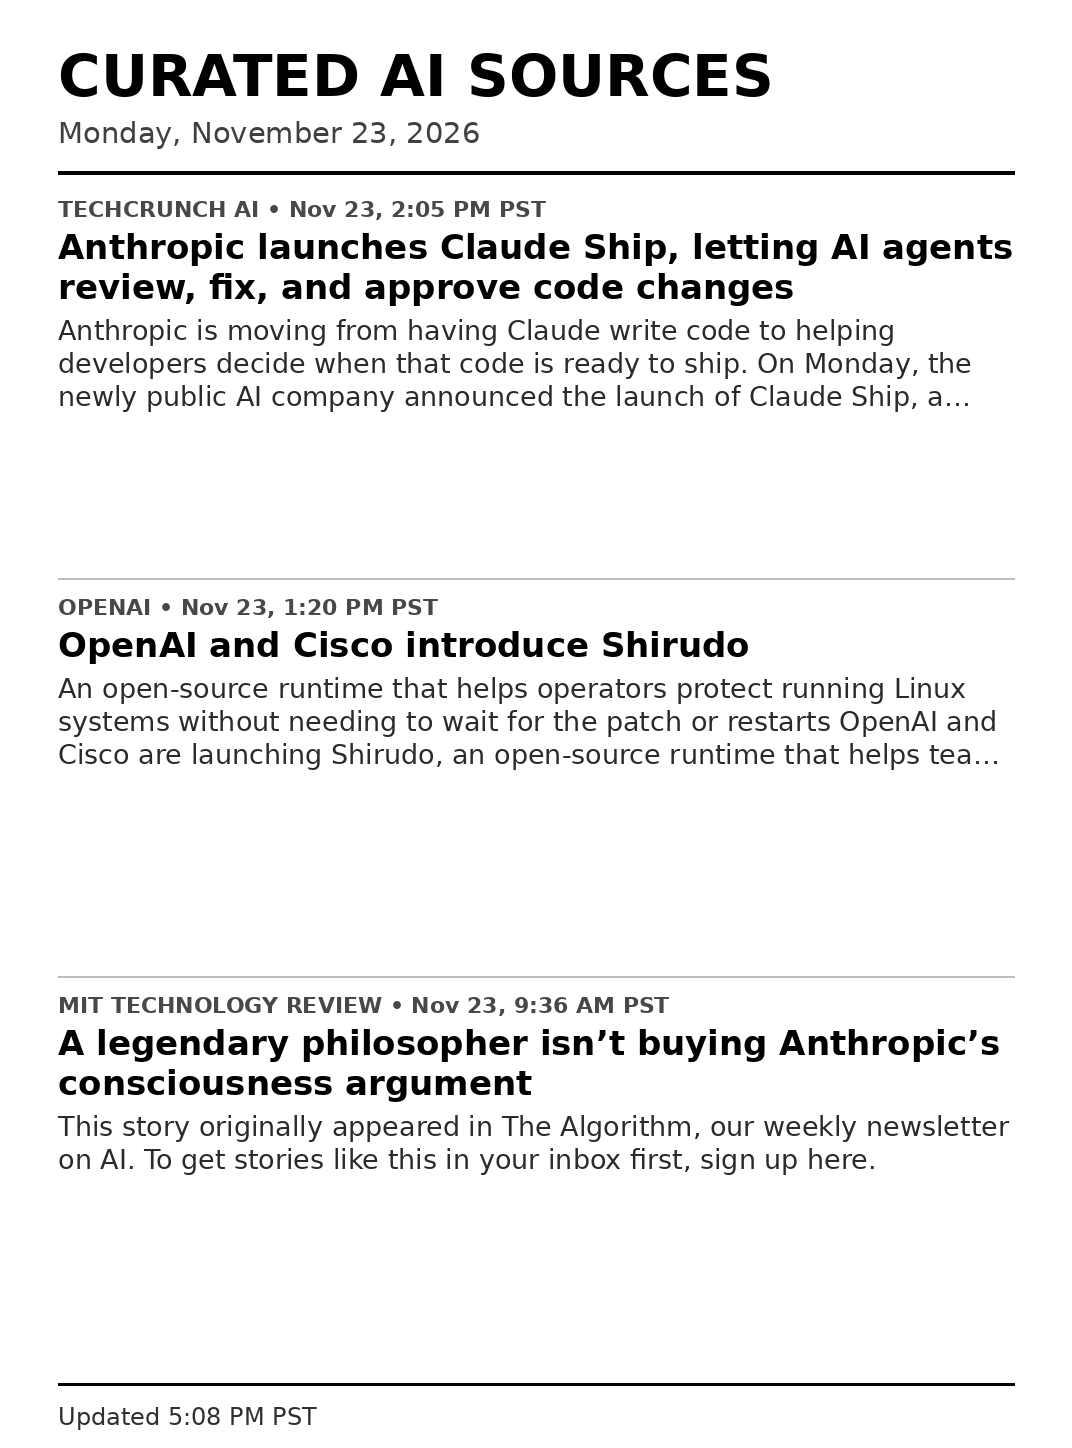 CURATED AI SOURCES
Monday, November 23, 2026
TECHCRUNCH AI • Nov 23, 2:05 PM PST
Anthropic launches Claude Ship, letting AI agents
review, fix, and approve code changes
Anthropic is moving from having Claude write code to helping
developers decide when that code is ready to ship. On Monday, the
newly public AI company announced the launch of Claude Ship, a…
OPENAI • Nov 23, 1:20 PM PST
OpenAI and Cisco introduce Shirudo
An open-source runtime that helps operators protect running Linux
systems without needing to wait for the patch or restarts OpenAI and
Cisco are launching Shirudo, an open-source runtime that helps tea…
MIT TECHNOLOGY REVIEW • Nov 23, 9:36 AM PST
A legendary philosopher isn’t buying Anthropic’s
consciousness argument
This story originally appeared in The Algorithm, our weekly newsletter
on AI. To get stories like this in your inbox first, sign up here.
Updated 5:08 PM PST